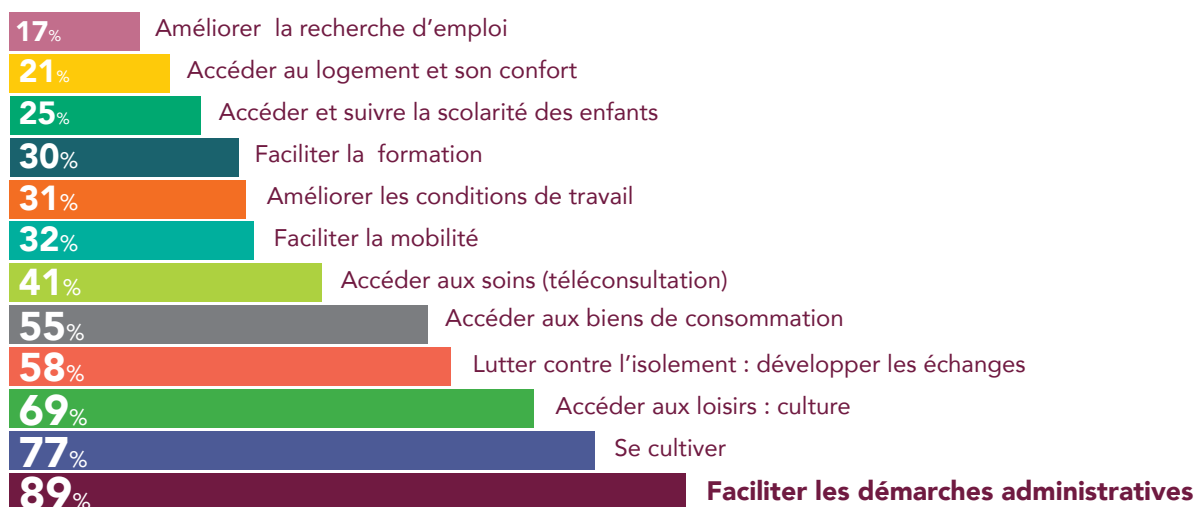 17% Améliorer la recherche d'emploi
21% Accéder au logement et son confort
25% Accéder et suivre la scolarité des enfants
30% Faciliter la formation
31% Améliorer les conditions de travail
32% Faciliter la mobilité
41% Accéder aux soins (téléconsultation)
55% Accéder aux biens de consommation
58% Lutter contre l'isolement : développer les échanges
69% Accéder aux loisirs : culture
77% Se cultiver
89% Faciliter les démarches administratives